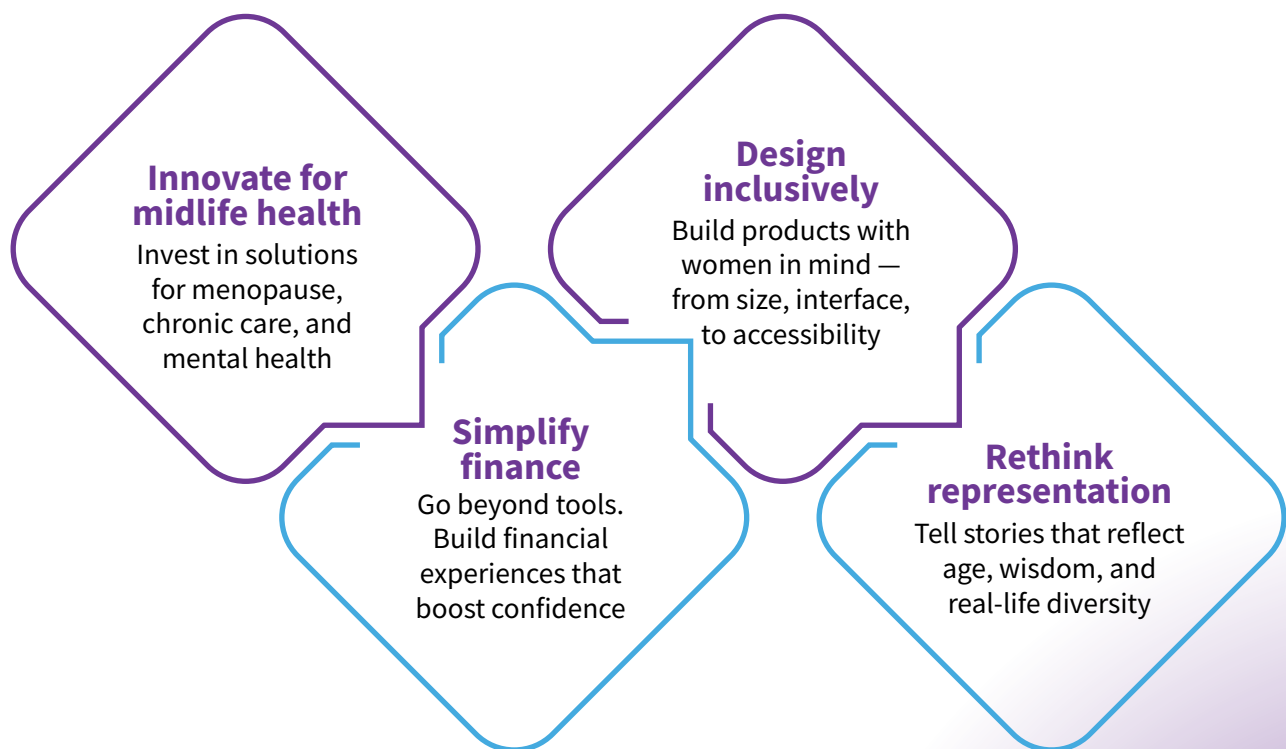 Innovate for
midlife health
Invest in solutions
for menopause,
chronic care, and
mental health
Simplify
finance
Go beyond tools.
Build financial
experiences that
boost confidence
Design
inclusively
Build products with
women in mind —
from size, interface,
to accessibility
Rethink
representation
Tell stories that reflect
age, wisdom, and
real-life diversity